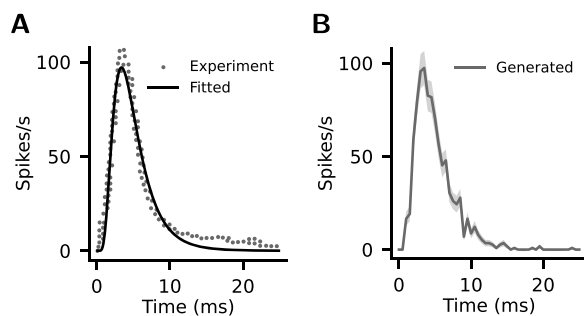 A
Experiment
Fitted
100
50
0
Spikes/s
0 10 20
Time (ms)
B
Generated
100
50
0
Spikes/s
0 10 20
Time (ms)